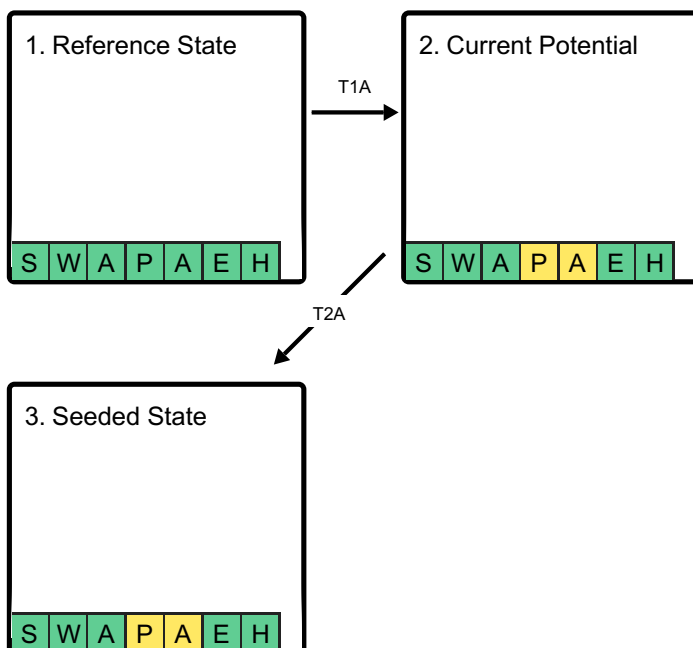 1. Reference State
T1A
2. Current Potential
S W A P A E H
S W A P A E H
T2A
3. Seeded State
S W A P A E H